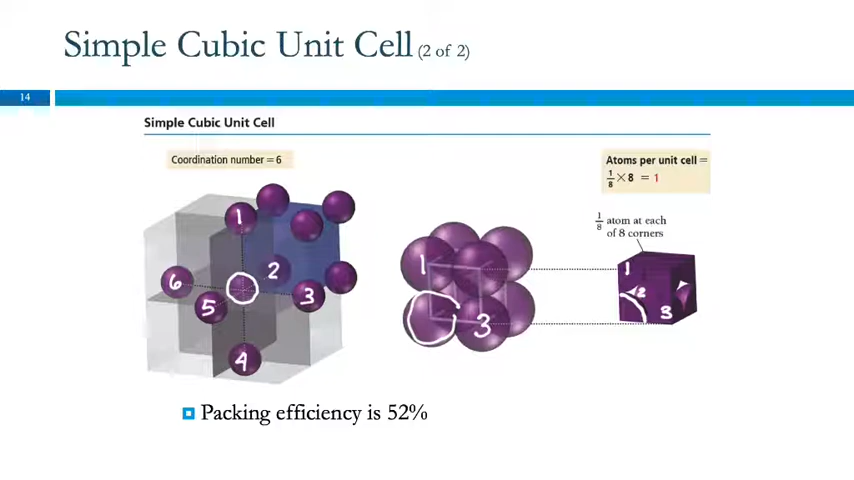 Simple Cubic Unit Cell (2 of 2)
14
Simple Cubic Unit Cell
Coordination number = 6
Atoms per unit cell =
1/8 × 8 = 1
1/8 atom at each
of 8 corners
1
2
3
4
5
6
1
3
1
2
3
Packing efficiency is 52%